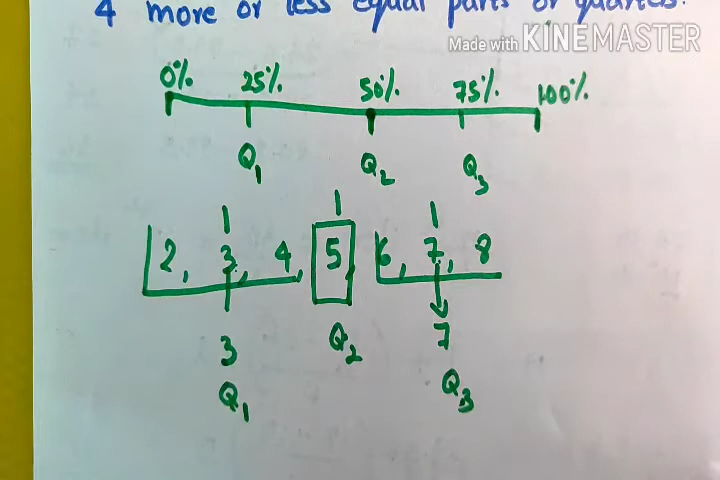 4 more or less equal parts or quarters.
Made with KINEMASTER
0% 25% 50% 75% 100%
Q1 Q2 Q3
2, 3, 4, 5, 6, 7, 8
3 Q2 7
Q1 Q3